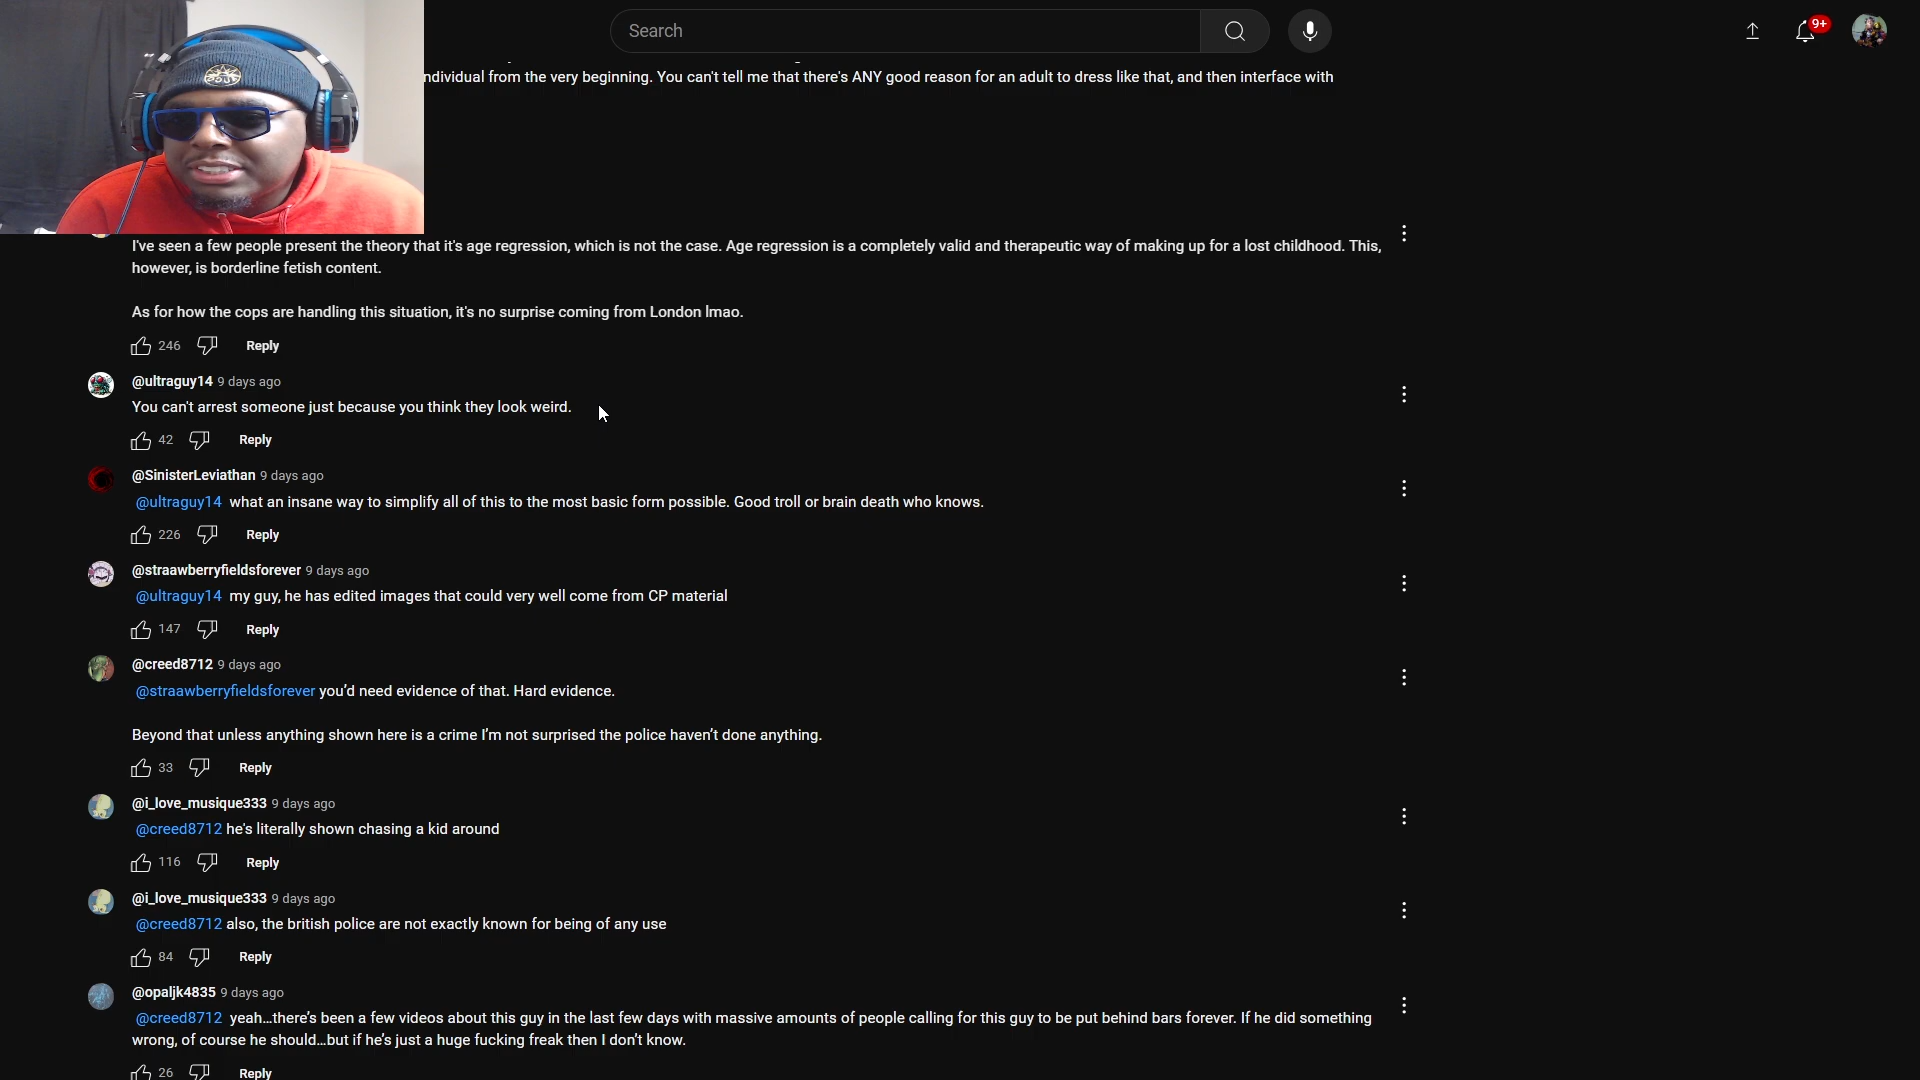 Search
9+
ndividual from the very beginning. You can't tell me that there's ANY good reason for an adult to dress like that, and then interface with
I've seen a few people present the theory that it's age regression, which is not the case. Age regression is a completely valid and therapeutic way of making up for a lost childhood. This,
however, is borderline fetish content.
As for how the cops are handling this situation, it's no surprise coming from London lmao.
246 Reply
@ultraguy14 9 days ago
You can't arrest someone just because you think they look weird.
42 Reply
@SinisterLeviathan 9 days ago
@ultraguy14 what an insane way to simplify all of this to the most basic form possible. Good troll or brain death who knows.
226 Reply
@straawberryfieldsforever 9 days ago
@ultraguy14 my guy, he has edited images that could very well come from CP material
147 Reply
@creed8712 9 days ago
@straawberryfieldsforever you'd need evidence of that. Hard evidence.
Beyond that unless anything shown here is a crime I'm not surprised the police haven't done anything.
33 Reply
@i_love_musique333 9 days ago
@creed8712 he's literally shown chasing a kid around
116 Reply
@i_love_musique333 9 days ago
@creed8712 also, the british police are not exactly known for being of any use
84 Reply
@opaljk4835 9 days ago
@creed8712 yeah…there's been a few videos about this guy in the last few days with massive amounts of people calling for this guy to be put behind bars forever. If he did something
wrong, of course he should…but if he's just a huge fucking freak then I don't know.
26 Reply